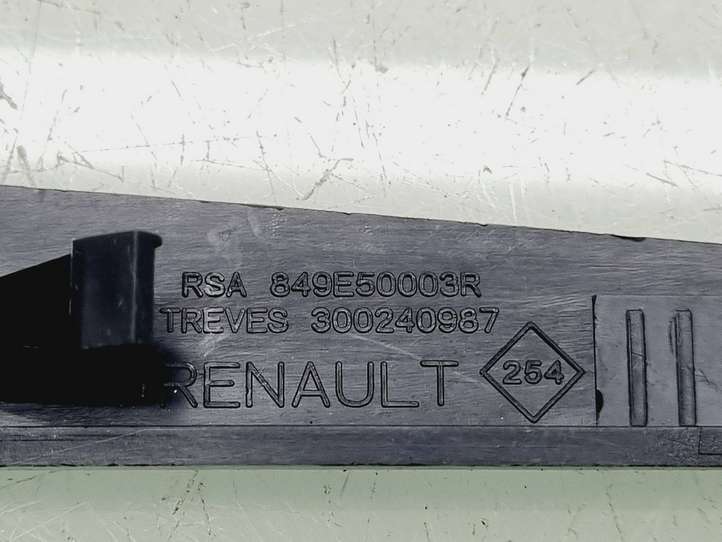 RSA 849E50003R
TREVES 300240987
RENAULT 254